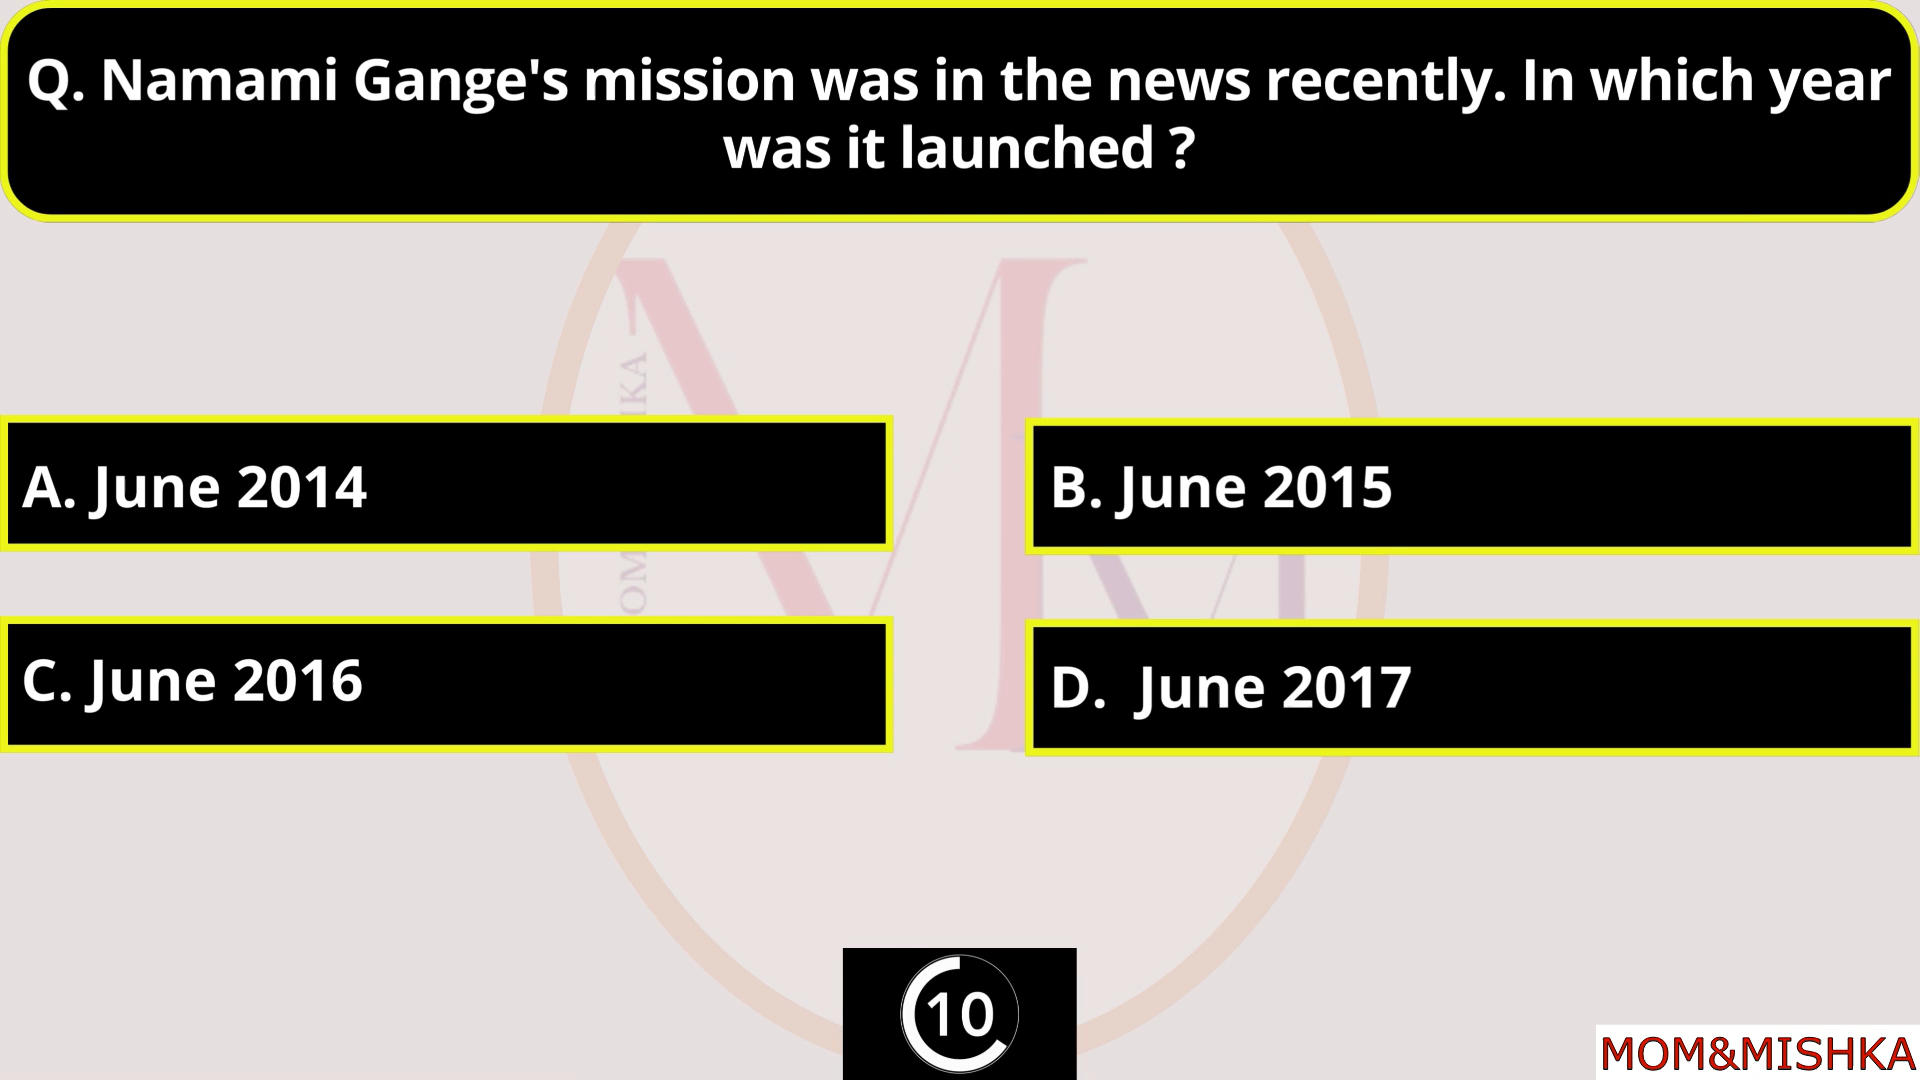 Q. Namami Gange's mission was in the news recently. In which year
was it launched ?
A. June 2014
B. June 2015
C. June 2016
D. June 2017
10
MOM&MISHKA